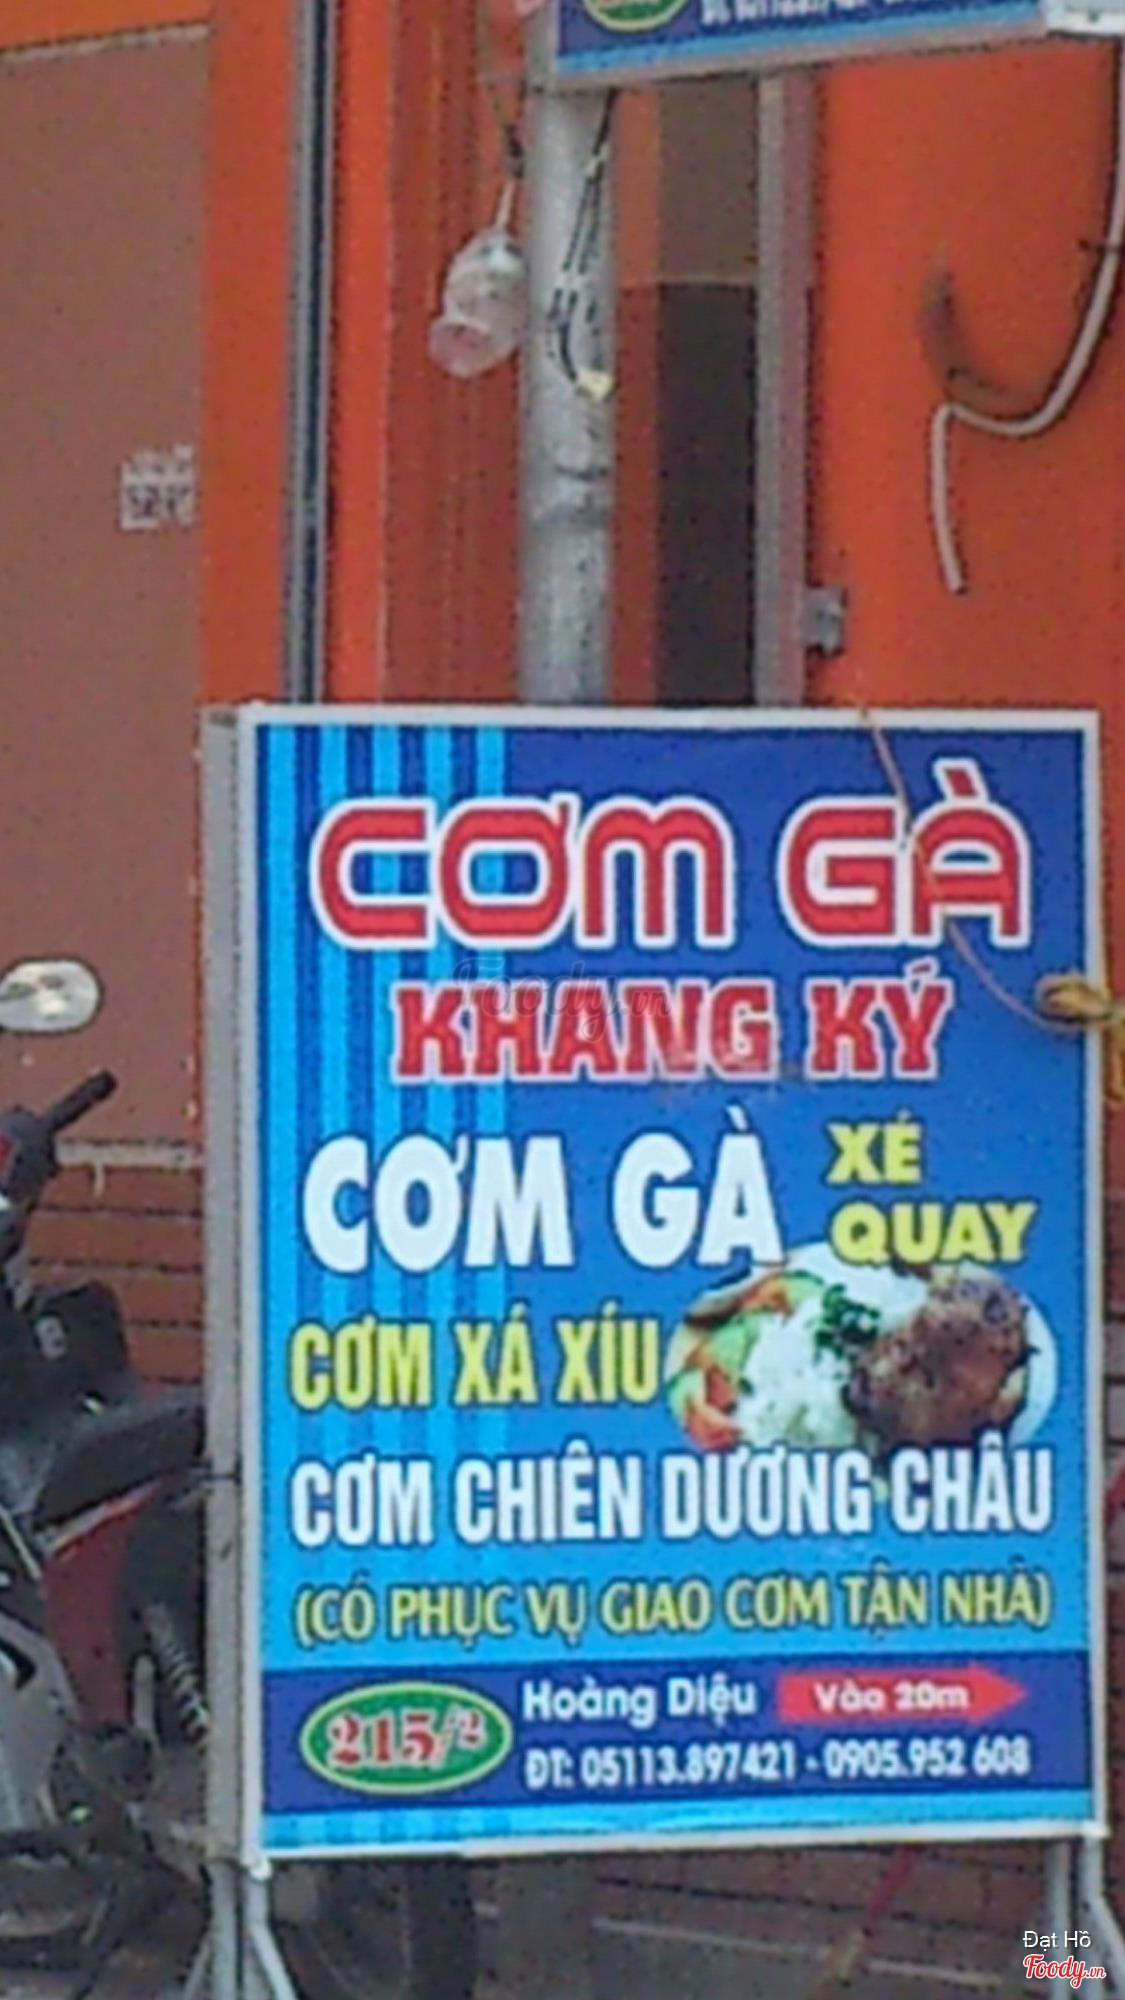 CƠM GÀ
KHANG KÝ
CƠM GÀ XÉ QUAY
CƠM XÁ XÍU
CƠM CHIÊN DƯƠNG CHÂU
(CÓ PHỤC VỤ GIAO CƠM TẬN NHÀ)
215/2 Hoàng Diệu Vào 20m
ĐT: 05113.897421 - 0905.952 608
Foody.vn
Đạt Hồ
Foody.vn